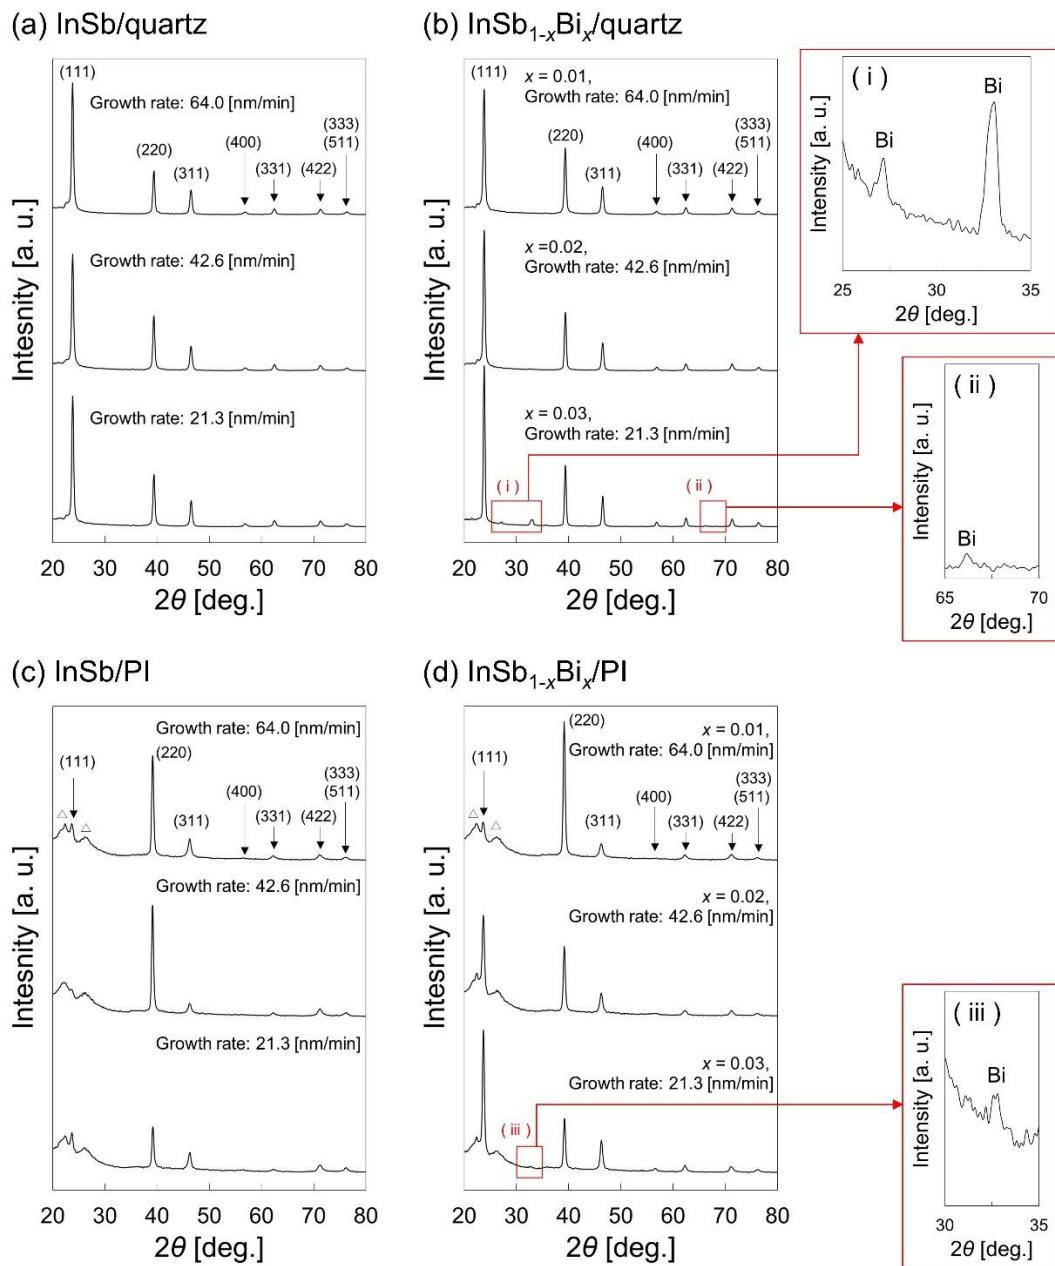 (a) InSb/quartz
(111)
Growth rate: 64.0 [nm/min]
(220)
(311)
(400)
(331)
(422)
(333)
(511)
Growth rate: 42.6 [nm/min]
Growth rate: 21.3 [nm/min]
Intesnity [a. u.]
20 30 40 50 60 70 80
2θ [deg.]
(b) InSb1-xBix/quartz
(111)
x = 0.01,
Growth rate: 64.0 [nm/min]
(220)
(311)
(400)
(331)
(422)
(333)
(511)
x =0.02,
Growth rate: 42.6 [nm/min]
x = 0.03,
Growth rate: 21.3 [nm/min]
( i )
( ii )
Intesnity [a. u.]
20 30 40 50 60 70 80
2θ [deg.]
( i )
Bi
Bi
Intensity [a. u.]
25 30 35
2θ [deg.]
( ii )
Bi
Intensity [a. u.]
65 70
2θ [deg.]
(c) InSb/PI
Growth rate: 64.0 [nm/min]
(111)
(220)
(311)
(400)
(331)
(422)
(333)
(511)
△ △
Growth rate: 42.6 [nm/min]
Growth rate: 21.3 [nm/min]
Intesnity [a. u.]
20 30 40 50 60 70 80
2θ [deg.]
(d) InSb1-xBix/PI
(220)
x = 0.01,
Growth rate: 64.0 [nm/min]
(111)
(311)
(400)
(331)
(422)
(333)
(511)
△ △
x = 0.02,
Growth rate: 42.6 [nm/min]
x = 0.03,
Growth rate: 21.3 [nm/min]
( iii )
Intesnity [a. u.]
20 30 40 50 60 70 80
2θ [deg.]
( iii )
Bi
Intensity [a. u.]
30 35
2θ [deg.]